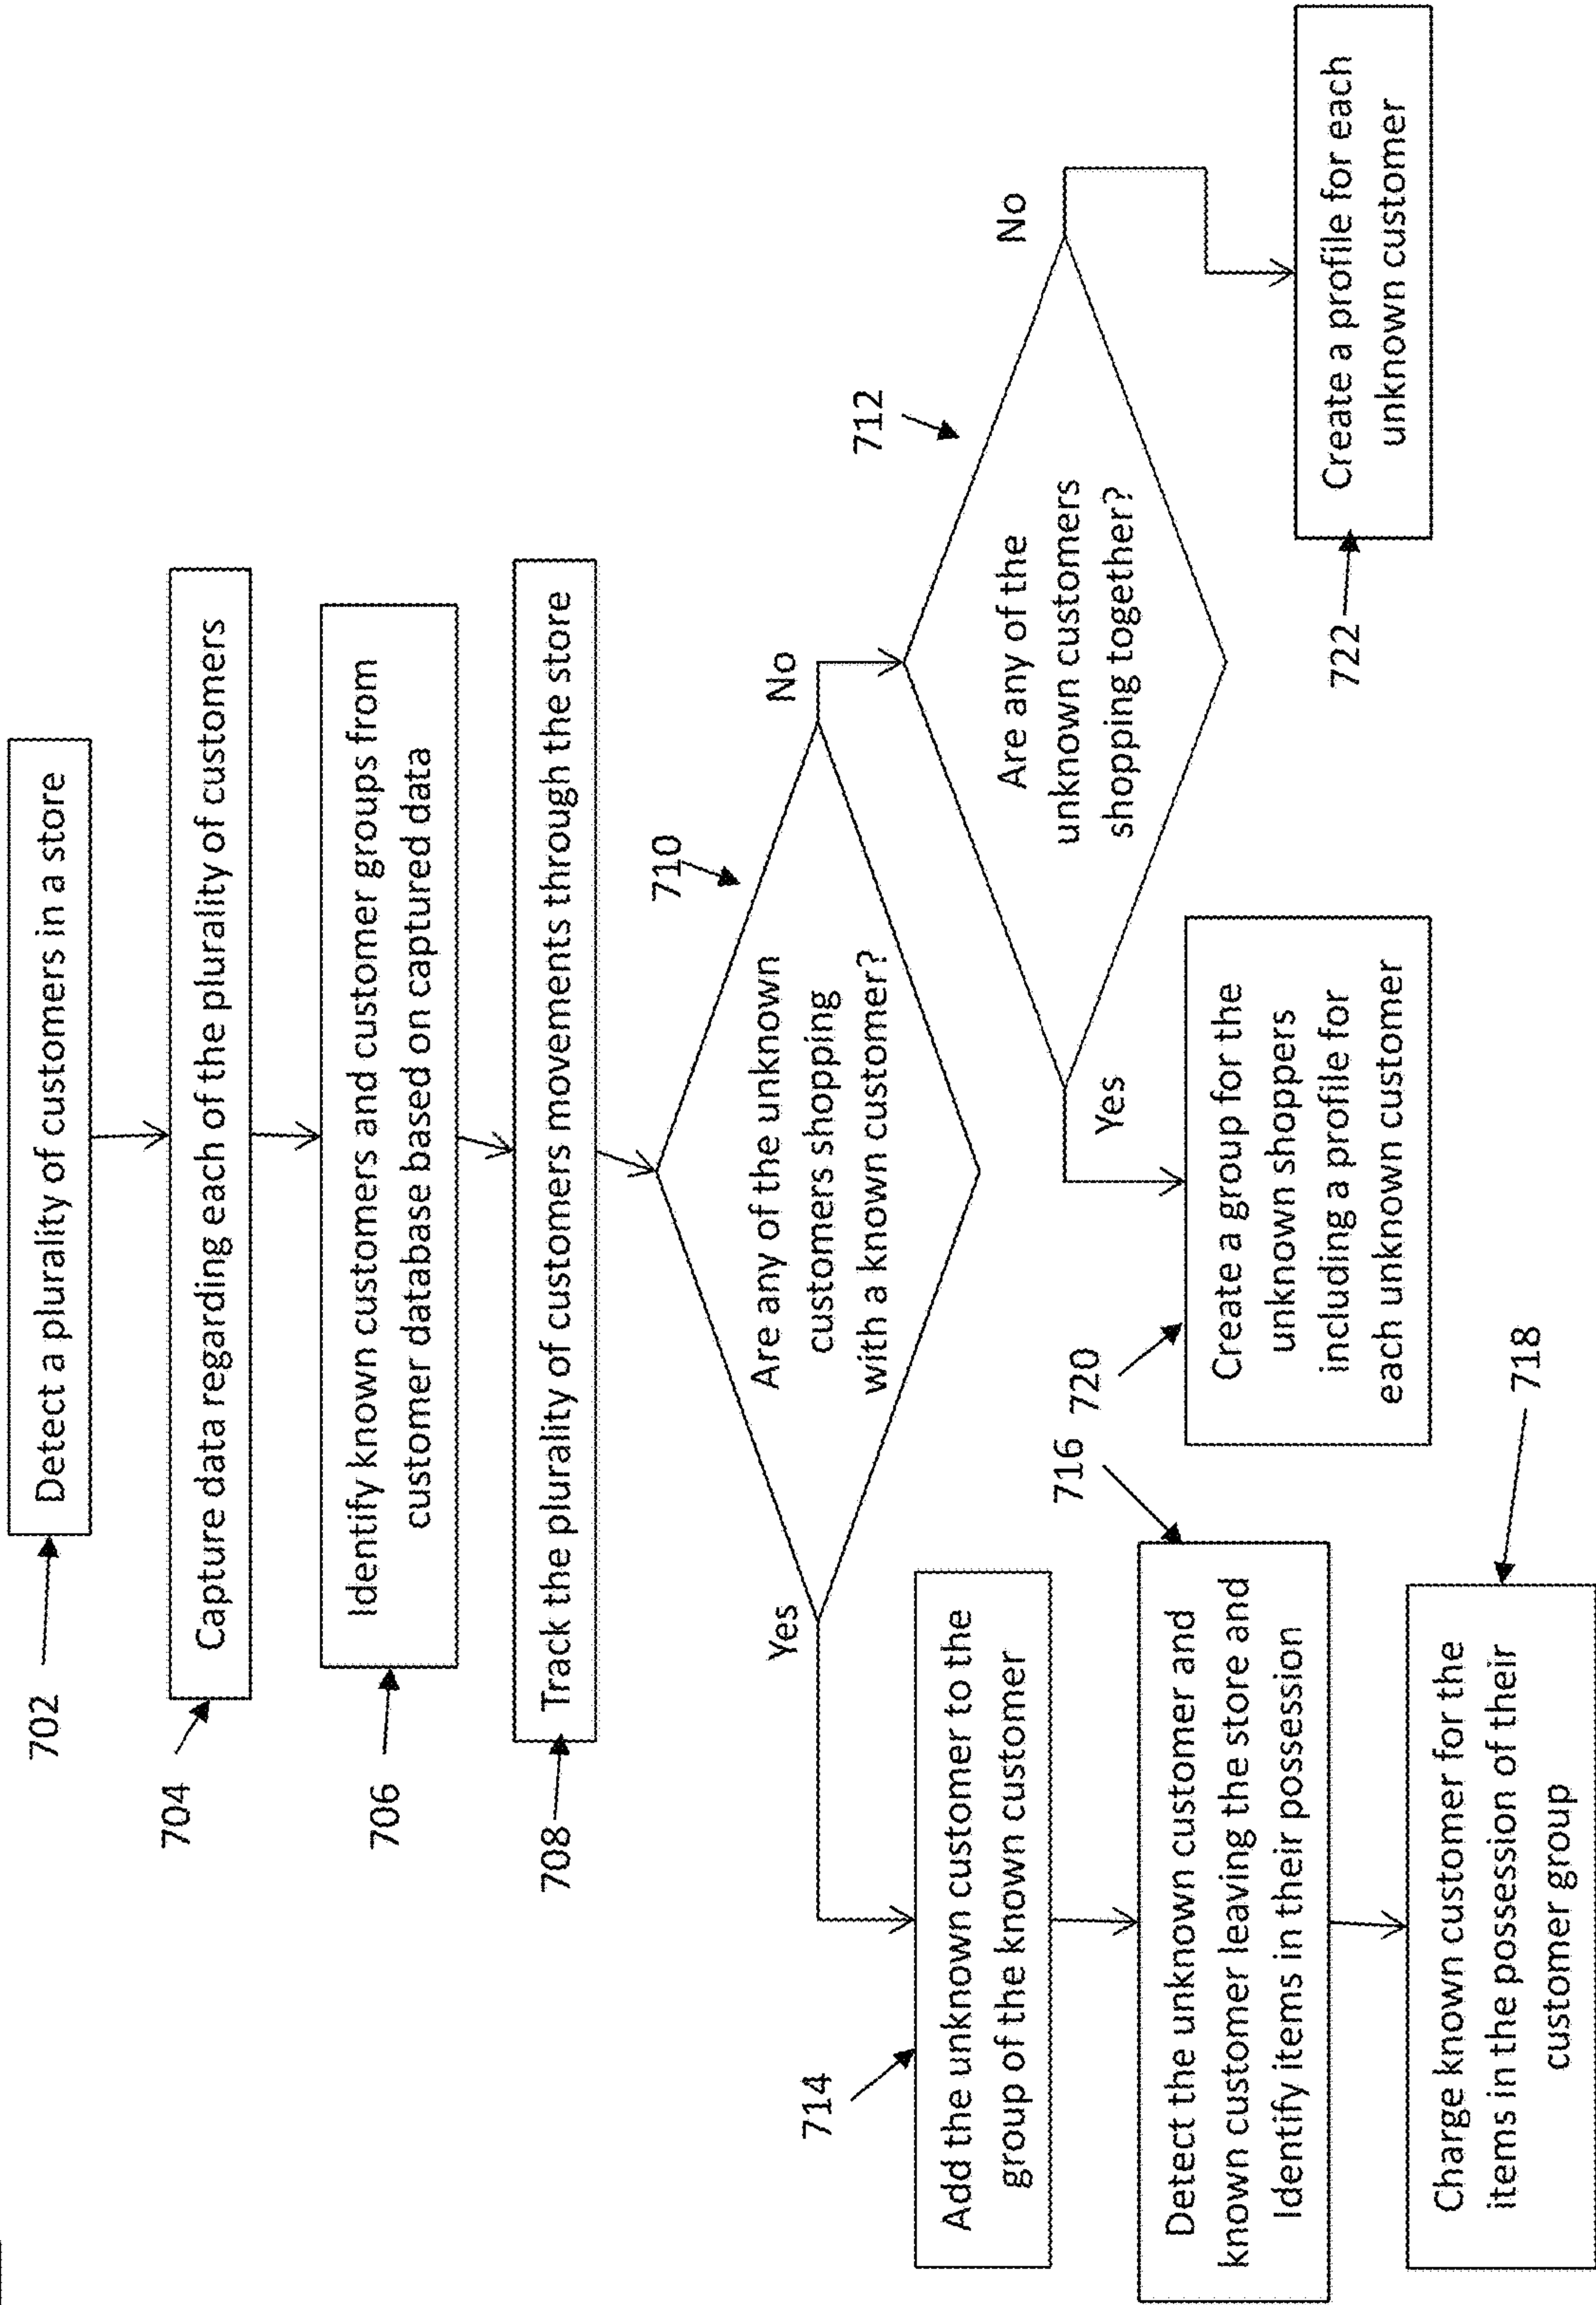 702
Detect a plurality of customers in a store
704
Capture data regarding each of the plurality of customers
706
Identify known customers and customer groups from
customer database based on captured data
708
Track the plurality of customers movements through the store
710
Are any of the unknown
customers shopping
with a known customer?
Yes
No
712
Are any of the
unknown customers
shopping together?
Yes
No
714
Add the unknown customer to the
group of the known customer
716
Detect the unknown customer and
known customer leaving the store and
Identify items in their possession
718
Charge known customer for the
items in the possession of their
customer group
720
Create a group for the
unknown shoppers
including a profile for
each unknown customer
722
Create a profile for each
unknown customer